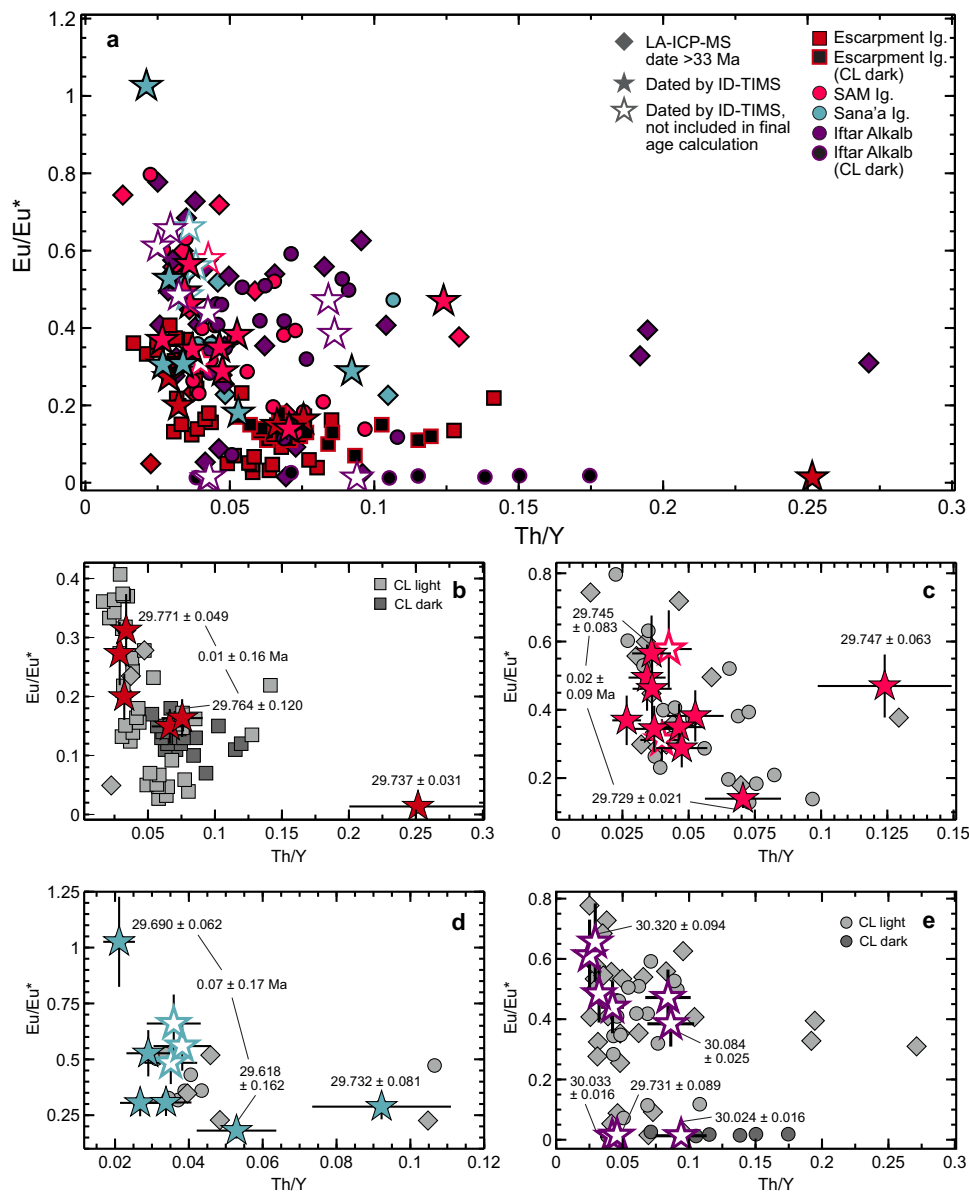 a
1.2
1
0.8
0.6
0.4
0.2
0
Eu/Eu*
0
0.05
0.1
0.15
0.2
0.25
0.3
Th/Y
LA-ICP-MS
date >33 Ma
Dated by ID-TIMS
Dated by ID-TIMS,
not included in final
age calculation
Escarpment Ig.
Escarpment Ig.
(CL dark)
SAM Ig.
Sana'a Ig.
Iftar Alkalb
Iftar Alkalb
(CL dark)
b
0.4
0.3
0.2
0.1
0
Eu/Eu*
0
0.05
0.1
0.15
0.2
0.25
0.3
Th/Y
CL light
CL dark
29.771 ± 0.049
0.01 ± 0.16 Ma
29.764 ± 0.120
29.737 ± 0.031
c
0.8
0.6
0.4
0.2
0
Eu/Eu*
0
0.025
0.05
0.075
0.1
0.125
0.15
Th/Y
29.745
± 0.083
0.02 ±
0.09 Ma
29.729 ± 0.021
29.747 ± 0.063
d
1.25
1
0.75
0.5
0.25
Eu/Eu*
0.02
0.04
0.06
0.08
0.1
0.12
Th/Y
29.690 ± 0.062
0.07 ± 0.17 Ma
29.618
± 0.162
29.732 ± 0.081
e
0.8
0.6
0.4
0.2
0
Eu/Eu*
0
0.05
0.1
0.15
0.2
0.25
0.3
Th/Y
CL light
CL dark
30.320 ± 0.094
30.084
± 0.025
30.033
± 0.016
29.731 ± 0.089
30.024 ± 0.016